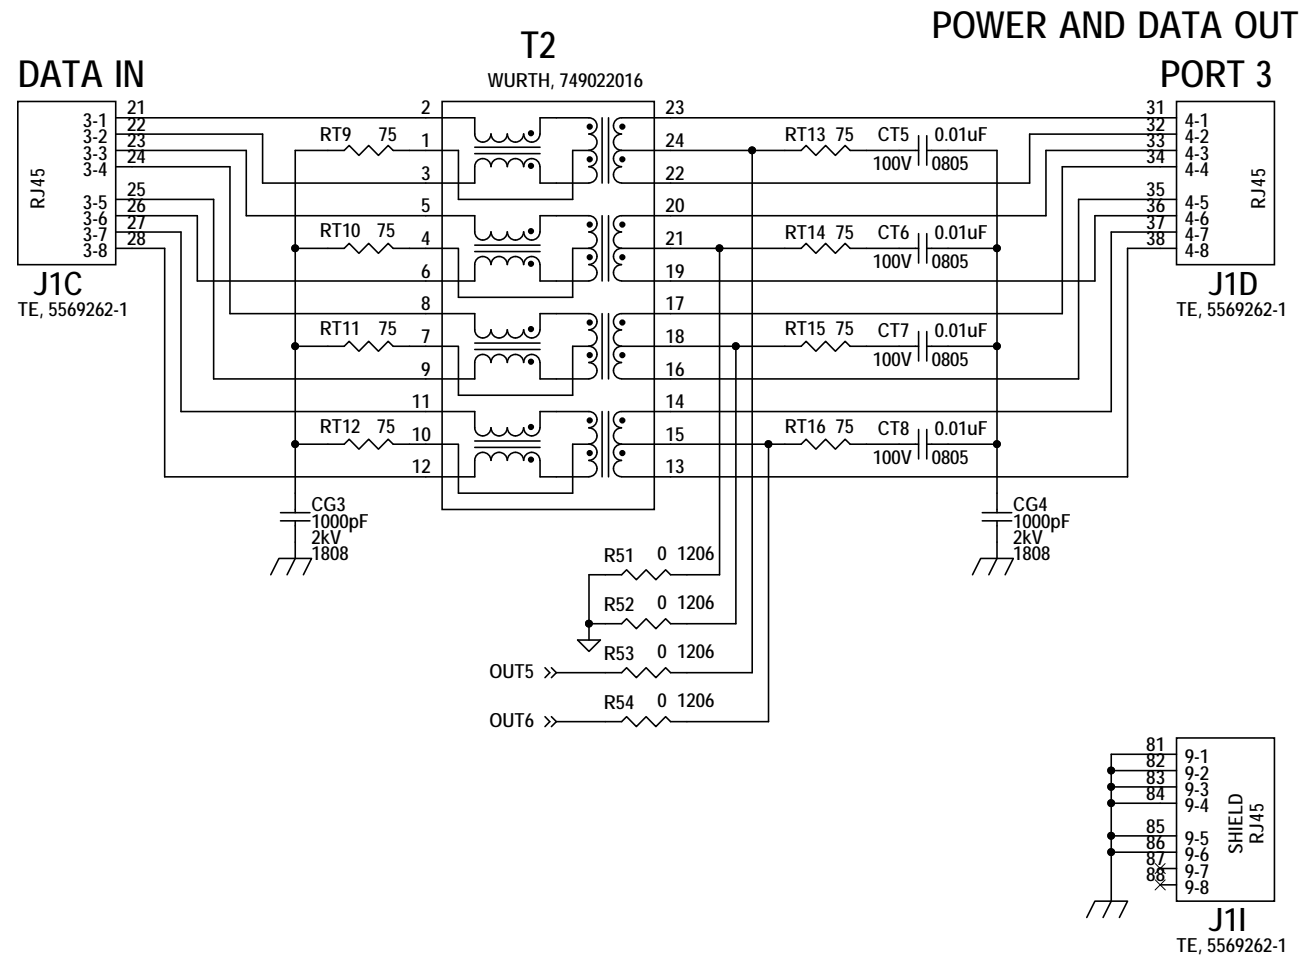 POWER AND DATA OUT
T2
WURTH, 749022016
DATA IN
PORT 3
RJ45
3-1 21
3-2 22
3-3 23
3-4 24
3-5 25
3-6 26
3-7 27
3-8 28
J1C
TE, 5569262-1
RT9 75
RT10 75
RT11 75
RT12 75
2
1
3
5
4
6
8
7
9
11
10
12
23
24
22
20
21
19
17
18
16
14
15
13
RT13 75 CT5 0.01uF
100V 0805
RT14 75 CT6 0.01uF
100V 0805
RT15 75 CT7 0.01uF
100V 0805
RT16 75 CT8 0.01uF
100V 0805
31 4-1
32 4-2
33 4-3
34 4-4
35 4-5
36 4-6
37 4-7
38 4-8
RJ45
J1D
TE, 5569262-1
CG3
1000pF
2kV
1808
CG4
1000pF
2kV
1808
R51 0 1206
R52 0 1206
R53 0 1206
OUT5
R54 0 1206
OUT6
81 9-1
82 9-2
83 9-3
84 9-4
85 9-5
86 9-6
87 9-7
88 9-8
SHIELD
RJ45
J1I
TE, 5569262-1